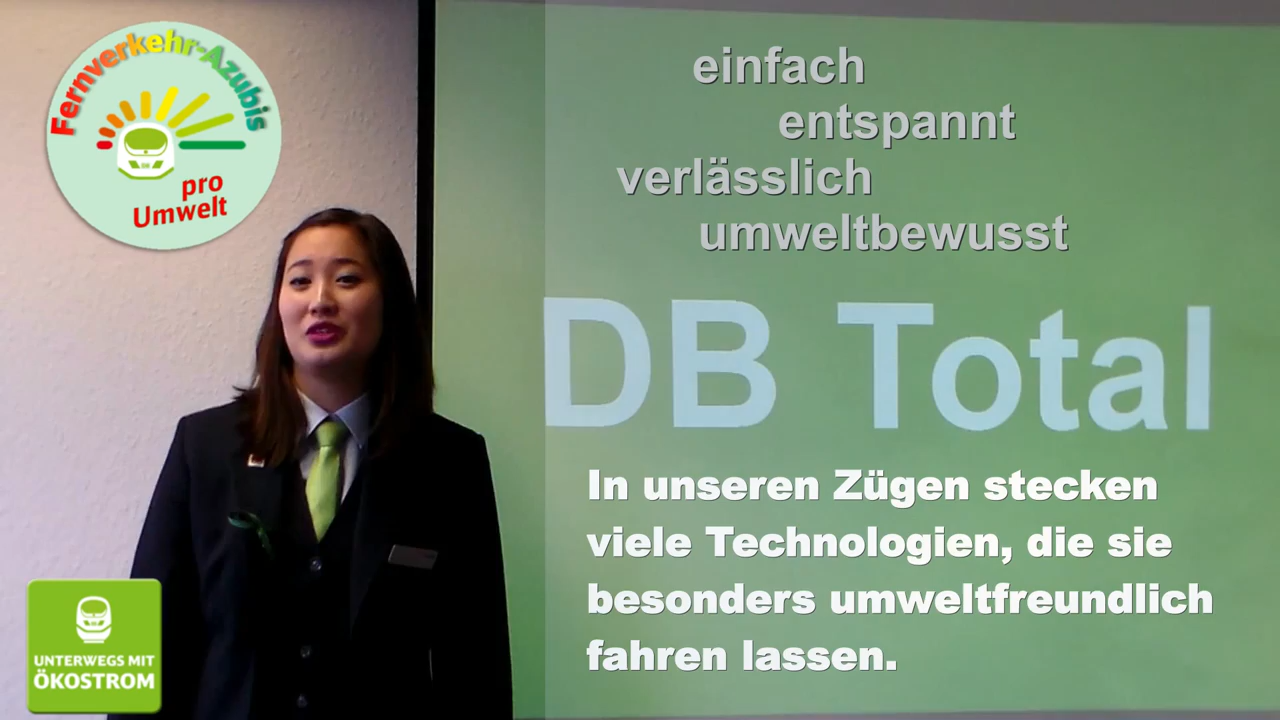 Fernverkehr-Azubis
pro
Umwelt
einfach
entspannt
verlässlich
umweltbewusst
DB Total
In unseren Zügen stecken
viele Technologien, die sie
besonders umweltfreundlich
fahren lassen.
UNTERWEGS MIT
ÖKOSTROM